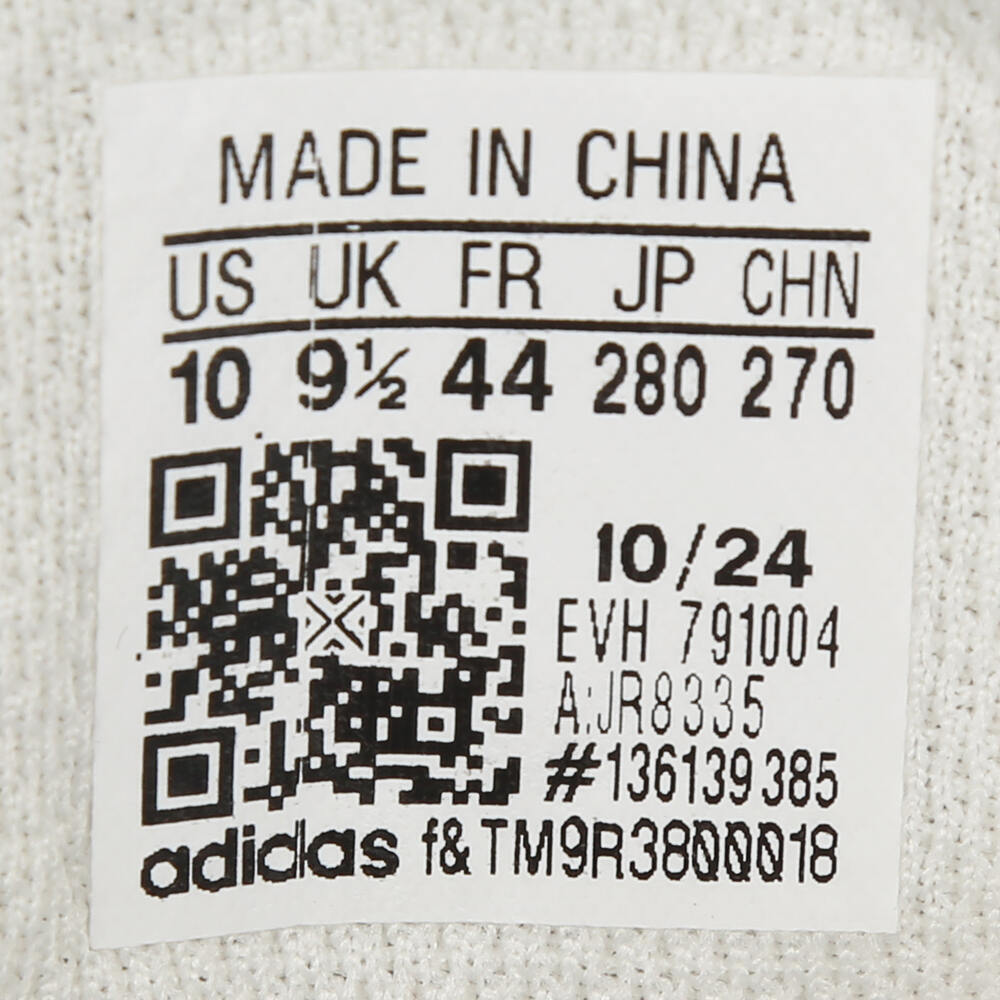 MADE IN CHINA
US UK FR JP CHN
10 9½ 44 280 270
10/24
EVH 791004
A:JR8335
#136139385
adidas f&TM9R38000018